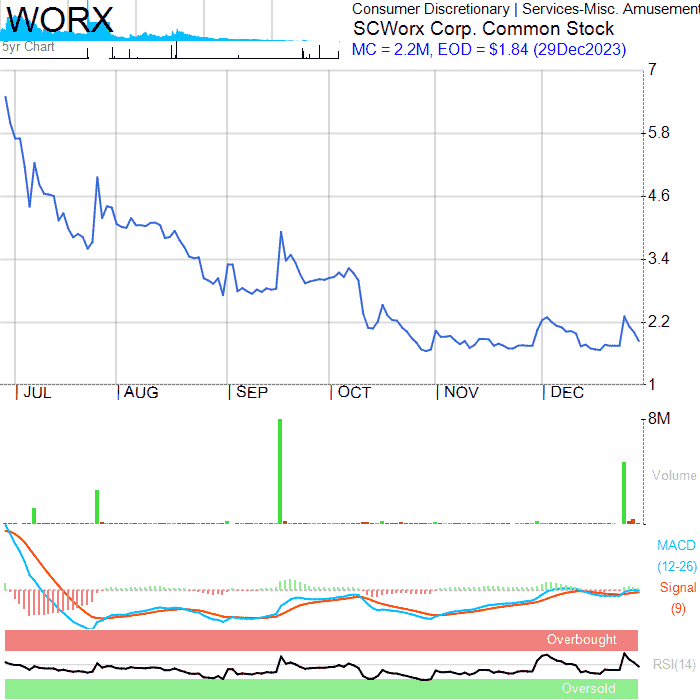 WORX
5yr Chart
Consumer Discretionary | Services-Misc. Amusement
SCWorx Corp. Common Stock
MC = 2.2M, EOD = $1.84 (29Dec2023)
7
5.8
4.6
3.4
2.2
1
JUL
AUG
SEP
OCT
NOV
DEC
8M
Volume
MACD
(12-26)
Signal
(9)
Overbought
RSI(14)
Oversold